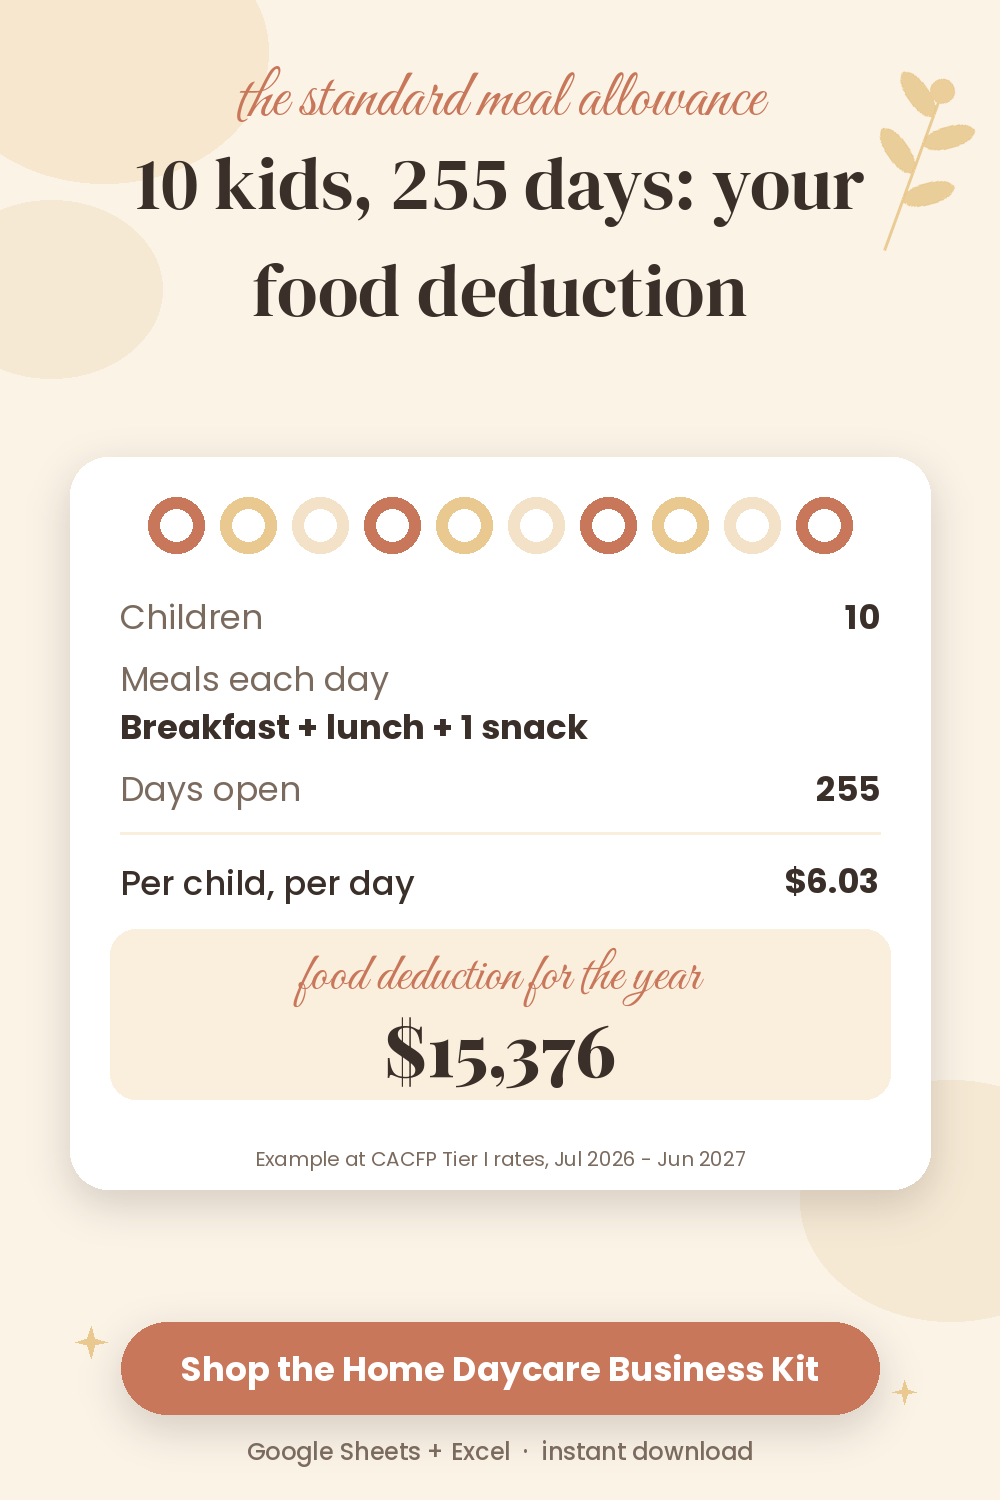 the standard meal allowance
10 kids, 255 days: your
food deduction
Children 10
Meals each day
Breakfast + lunch + 1 snack
Days open 255
Per child, per day $6.03
food deduction for the year
$15,376
Example at CACFP Tier I rates, Jul 2026 - Jun 2027
Shop the Home Daycare Business Kit
Google Sheets + Excel · instant download